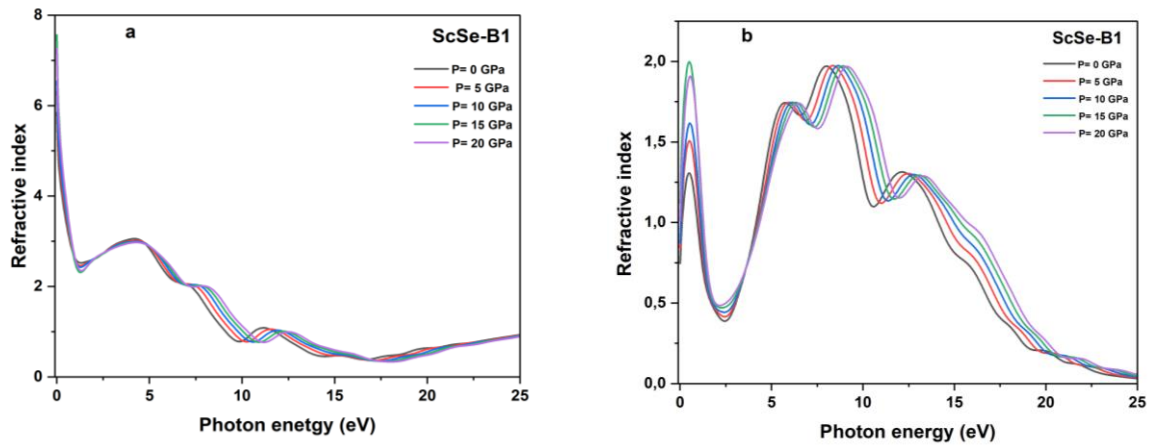 8
6
4
2
0
0
5
10
15
20
25
a
ScSe-B1
P= 0 GPa
P= 5 GPa
P= 10 GPa
P= 15 GPa
P= 20 GPa
Refractive index
Photon enetgy (eV)
2,0
1,5
1,0
0,5
0,0
0
5
10
15
20
25
b
ScSe-B1
P= 0 GPa
P= 5 GPa
P= 10 GPa
P= 15 GPa
P= 20 GPa
Refractive index
Photon energy (eV)